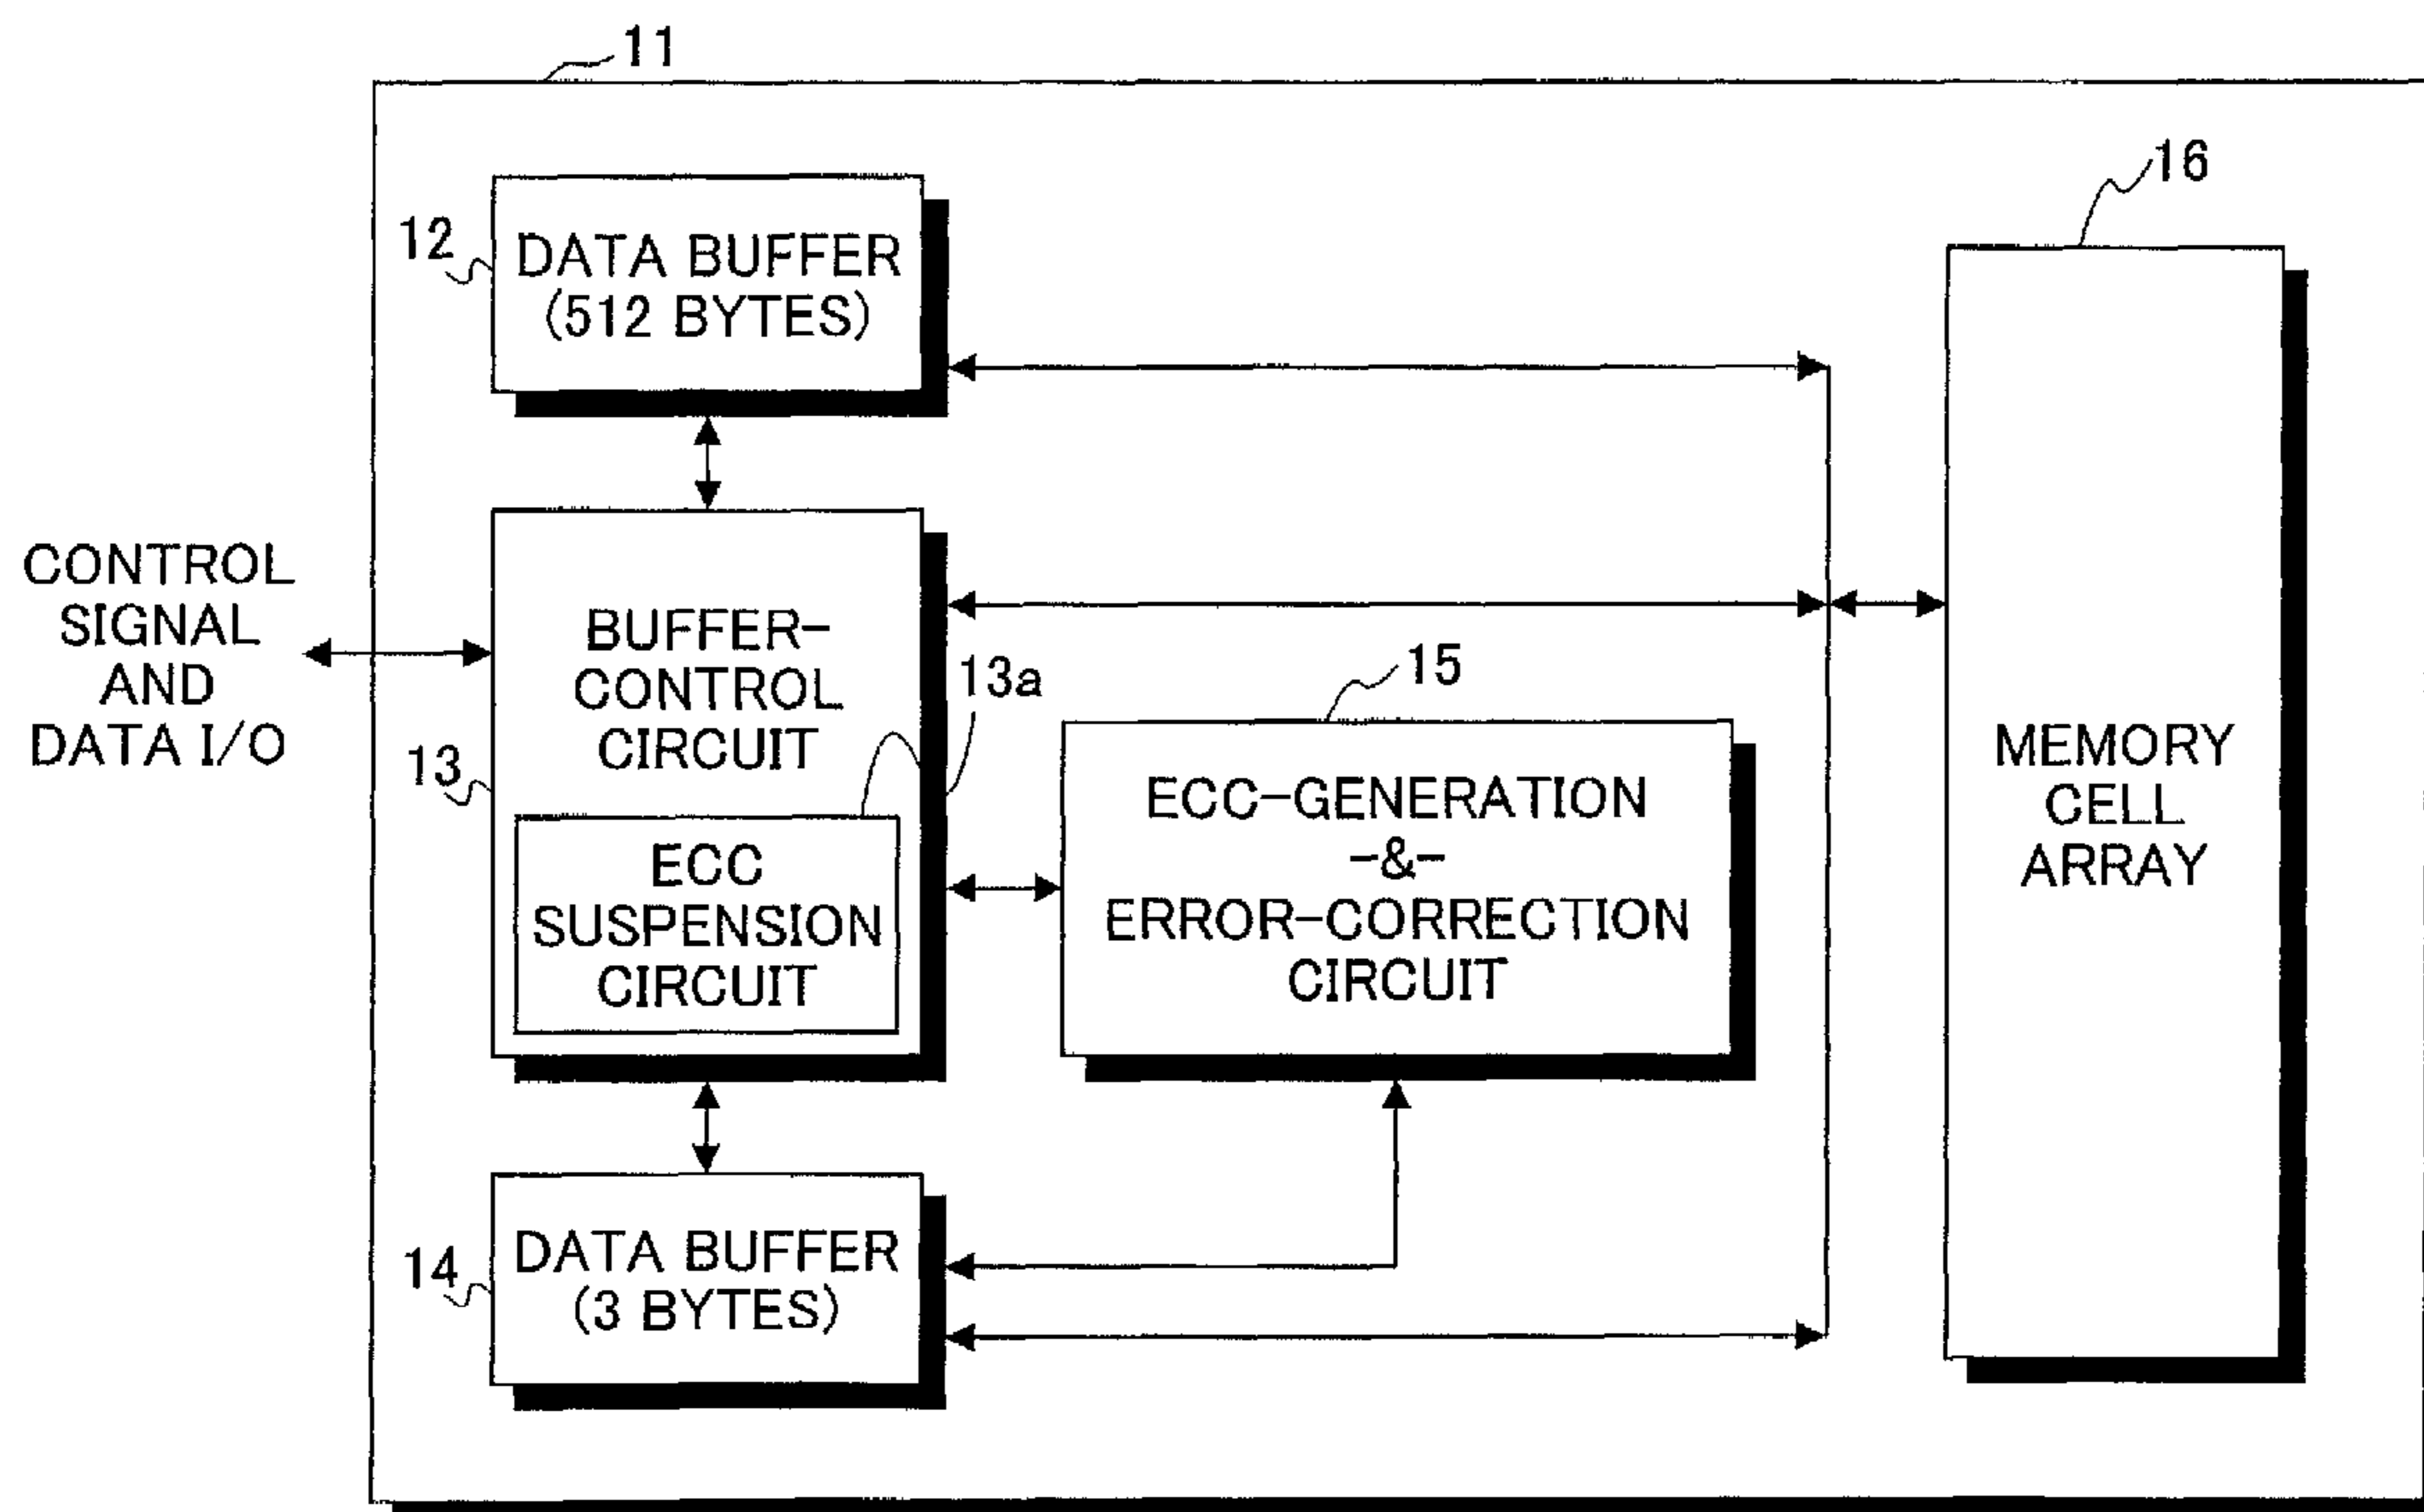 11
16
12
DATA BUFFER
(512 BYTES)
CONTROL
SIGNAL
AND
DATA I/O
BUFFER-
CONTROL
CIRCUIT
13
13a
15
ECC
SUSPENSION
CIRCUIT
ECC-GENERATION
-&-
ERROR-CORRECTION
CIRCUIT
MEMORY
CELL
ARRAY
14
DATA BUFFER
(3 BYTES)